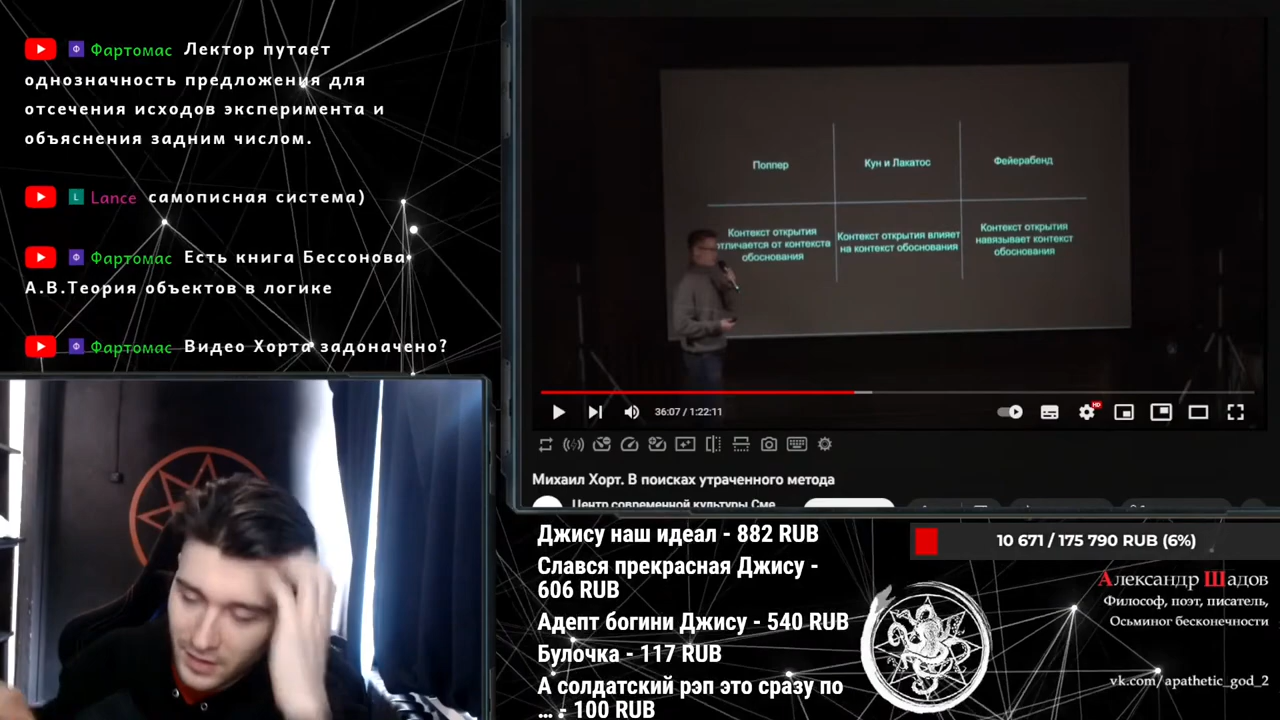 Фартомас Лектор путает
однозначность предложения для
отсечения исходов эксперимента и
объяснения задним числом.
Lance самописная система)
Фартомас Есть книга Бессонова
А.В.Теория объектов в логике
Фартомас Видео Хорта задоначено?
Поппер
Кун и Лакатос
Фейерабенд
Контекст открытия
отличается от контекста
обоснования
Контекст открытия влияет
на контекст обоснования
Контекст открытия
навязывает контекст
обоснования
36:07 / 1:22:11
HD
Михаил Хорт. В поисках утраченного метода
Центр современной культуры Сме
Джису наш идеал - 882 RUB
Слався прекрасная Джису -
606 RUB
Адепт богини Джису - 540 RUB
Булочка - 117 RUB
А солдатский рэп это сразу по
... - 100 RUB
10 671 / 175 790 RUB (6%)
Александр Шадов
Философ, поэт, писатель,
Осьминог бесконечности
vk.com/apathetic_god_2